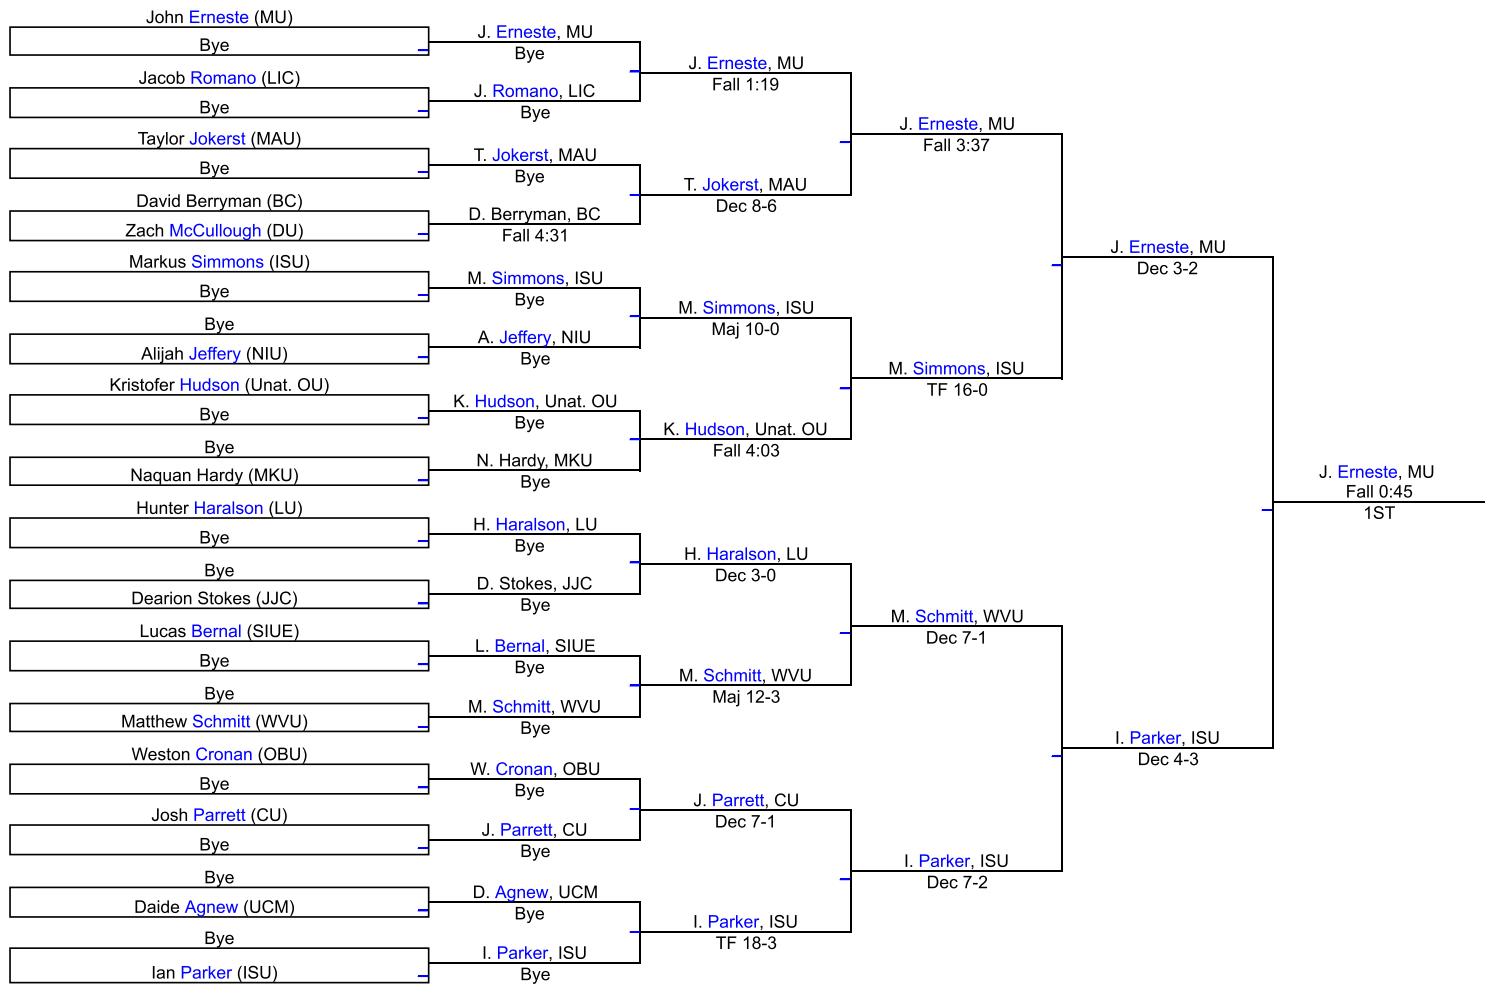 John Erneste (MU)
Bye
Jacob Romano (LIC)
Bye
Taylor Jokerst (MAU)
Bye
David Berryman (BC)
Zach McCullough (DU)
Markus Simmons (ISU)
Bye
Bye
Alijah Jeffery (NIU)
Kristofer Hudson (Unat. OU)
Bye
Bye
Naquan Hardy (MKU)
Hunter Haralson (LU)
Bye
Bye
Dearion Stokes (JJC)
Lucas Bernal (SIUE)
Bye
Bye
Matthew Schmitt (WVU)
Weston Cronan (OBU)
Bye
Josh Parrett (CU)
Bye
Bye
Daide Agnew (UCM)
Bye
Ian Parker (ISU)
J. Erneste, MU
Bye
J. Romano, LIC
Bye
T. Jokerst, MAU
Bye
D. Berryman, BC
Fall 4:31
M. Simmons, ISU
Bye
A. Jeffery, NIU
Bye
K. Hudson, Unat. OU
Bye
N. Hardy, MKU
Bye
H. Haralson, LU
Bye
D. Stokes, JJC
Bye
L. Bernal, SIUE
Bye
M. Schmitt, WVU
Bye
W. Cronan, OBU
Bye
J. Parrett, CU
Bye
D. Agnew, UCM
Bye
I. Parker, ISU
Bye
J. Erneste, MU
Fall 1:19
T. Jokerst, MAU
Dec 8-6
M. Simmons, ISU
Maj 10-0
K. Hudson, Unat. OU
Fall 4:03
H. Haralson, LU
Dec 3-0
M. Schmitt, WVU
Maj 12-3
J. Parrett, CU
Dec 7-1
I. Parker, ISU
TF 18-3
J. Erneste, MU
Fall 3:37
M. Simmons, ISU
TF 16-0
M. Schmitt, WVU
Dec 7-1
I. Parker, ISU
Dec 7-2
J. Erneste, MU
Dec 3-2
I. Parker, ISU
Dec 4-3
J. Erneste, MU
Fall 0:45
1ST